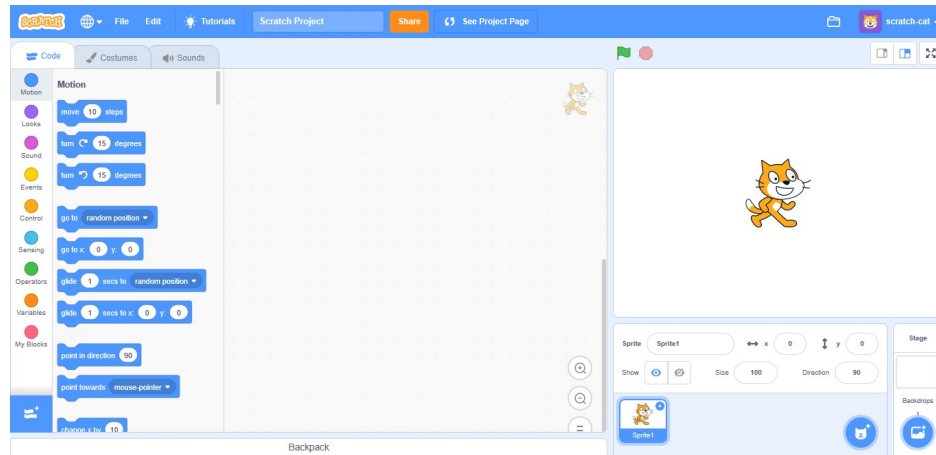 SCRATCH File Edit Tutorials Scratch Project Share See Project Page scratch-cat
Code Costumes Sounds
Motion
Looks
Sound
Events
Control
Sensing
Operators
Variables
My Blocks
Motion
move 10 steps
turn 15 degrees
turn 15 degrees
go to random position
go to x: 0 y: 0
glide 1 secs to random position
glide 1 secs to x: 0 y: 0
point in direction 90
point towards mouse-pointer
change x by 10
Backpack
Sprite Sprite1 x 0 y 0
Show Size 100 Direction 90
Sprite1
Stage
Backdrops
1